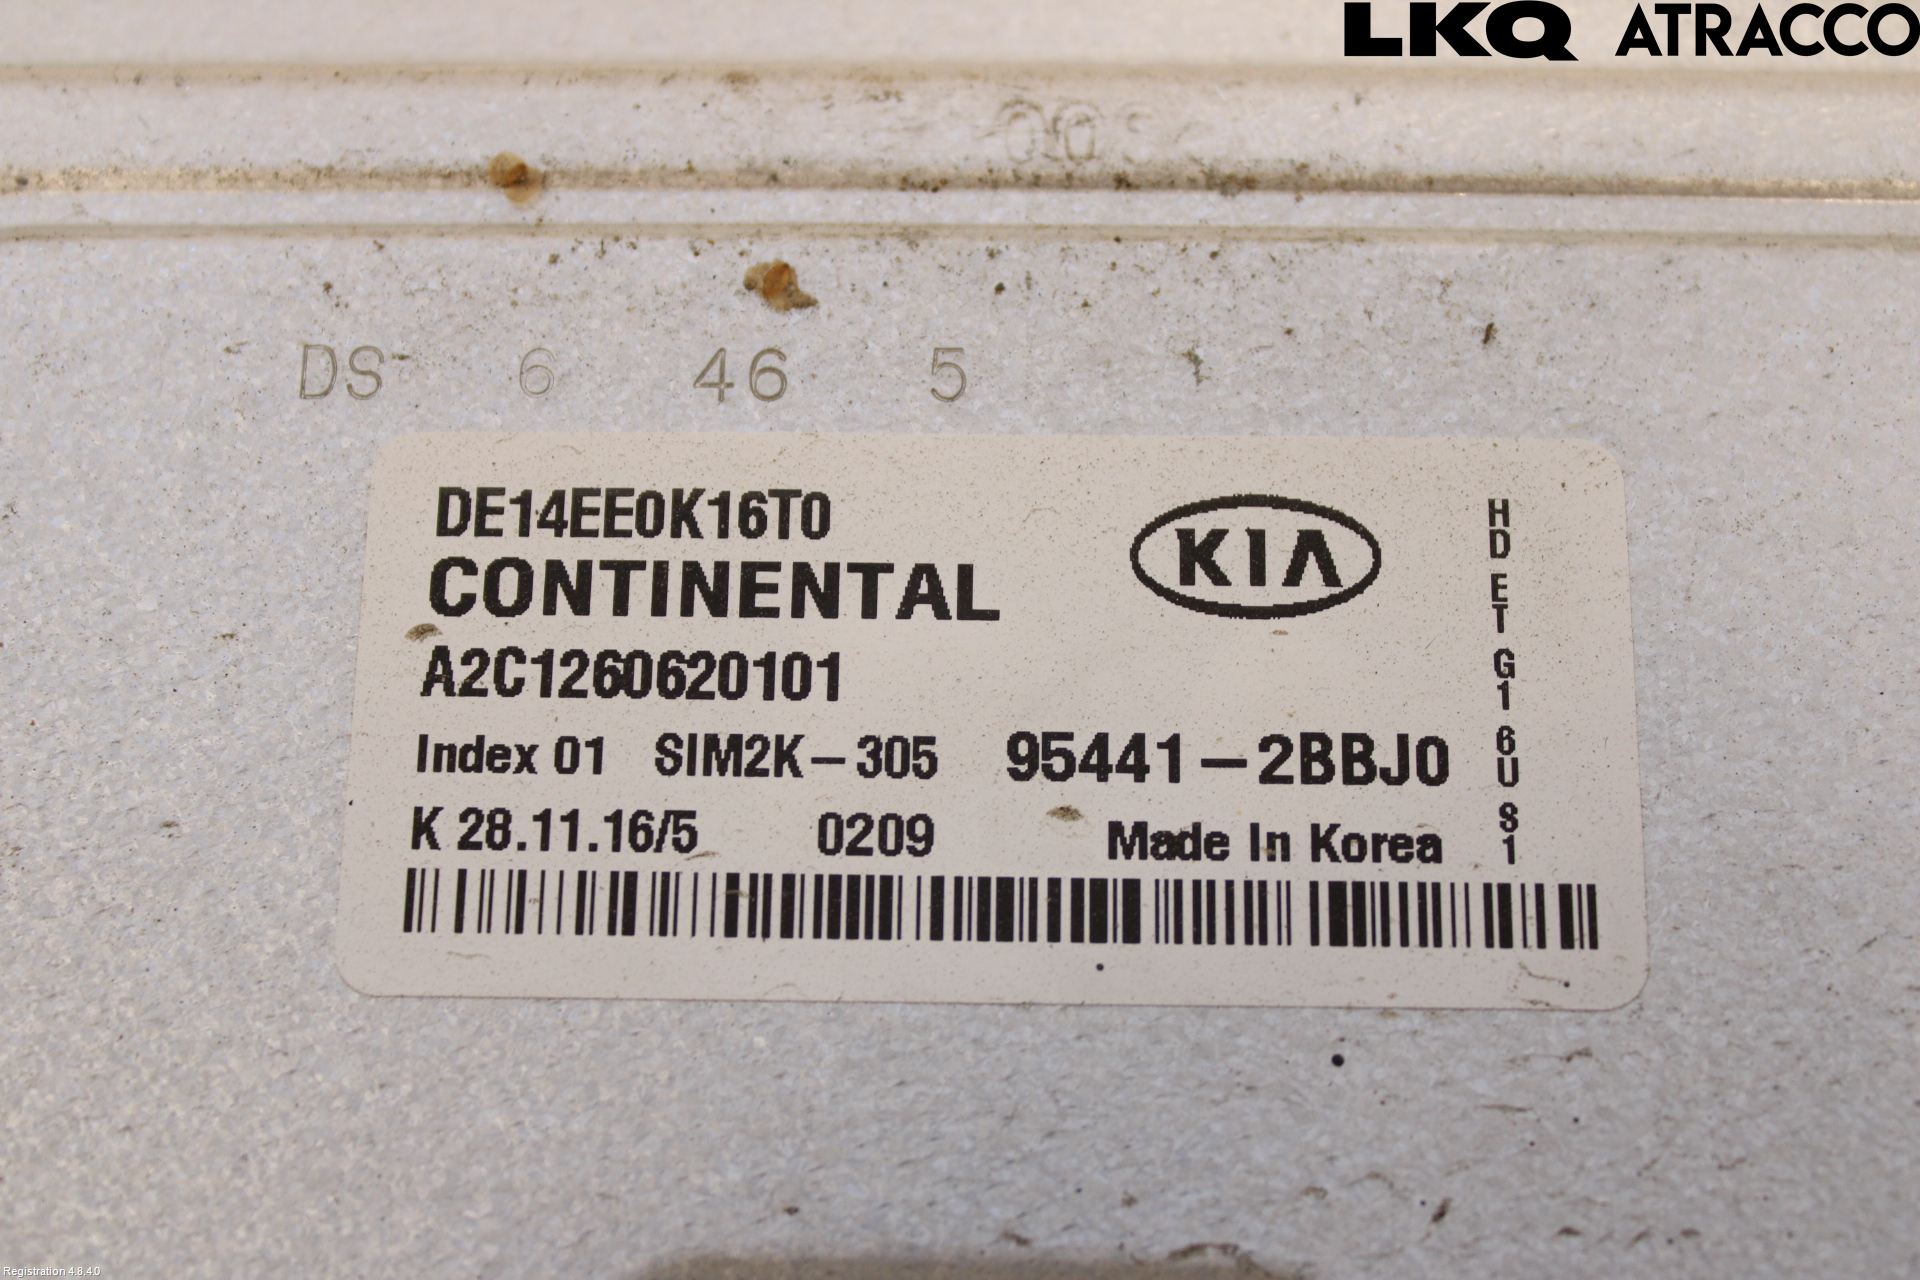 LKQ ATRACCO
DS 6 46 5
DE14EE0K16T0
CONTINENTAL
KIA
A2C1260620101
Index 01 SIM2K-305 95441-2BBJ0
K 28.11.16/5 0209 Made In Korea
HD ET G1 6U S1
Registration 4.8.4.0